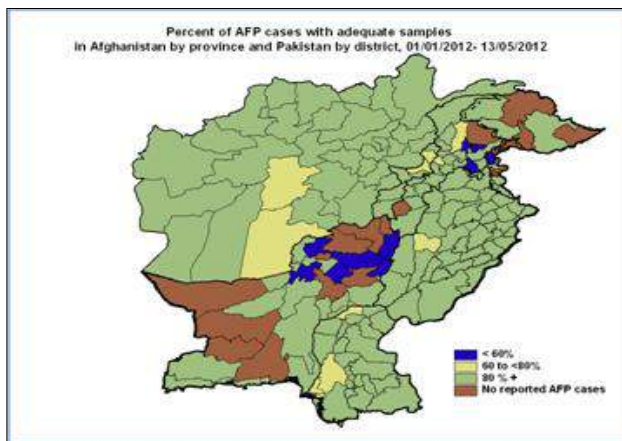 Percent of AFP cases with adequate samples
in Afghanistan by province and Pakistan by district, 01/01/2012- 13/05/2012
< 60%
60 to <80%
80 % +
No reported AFP cases